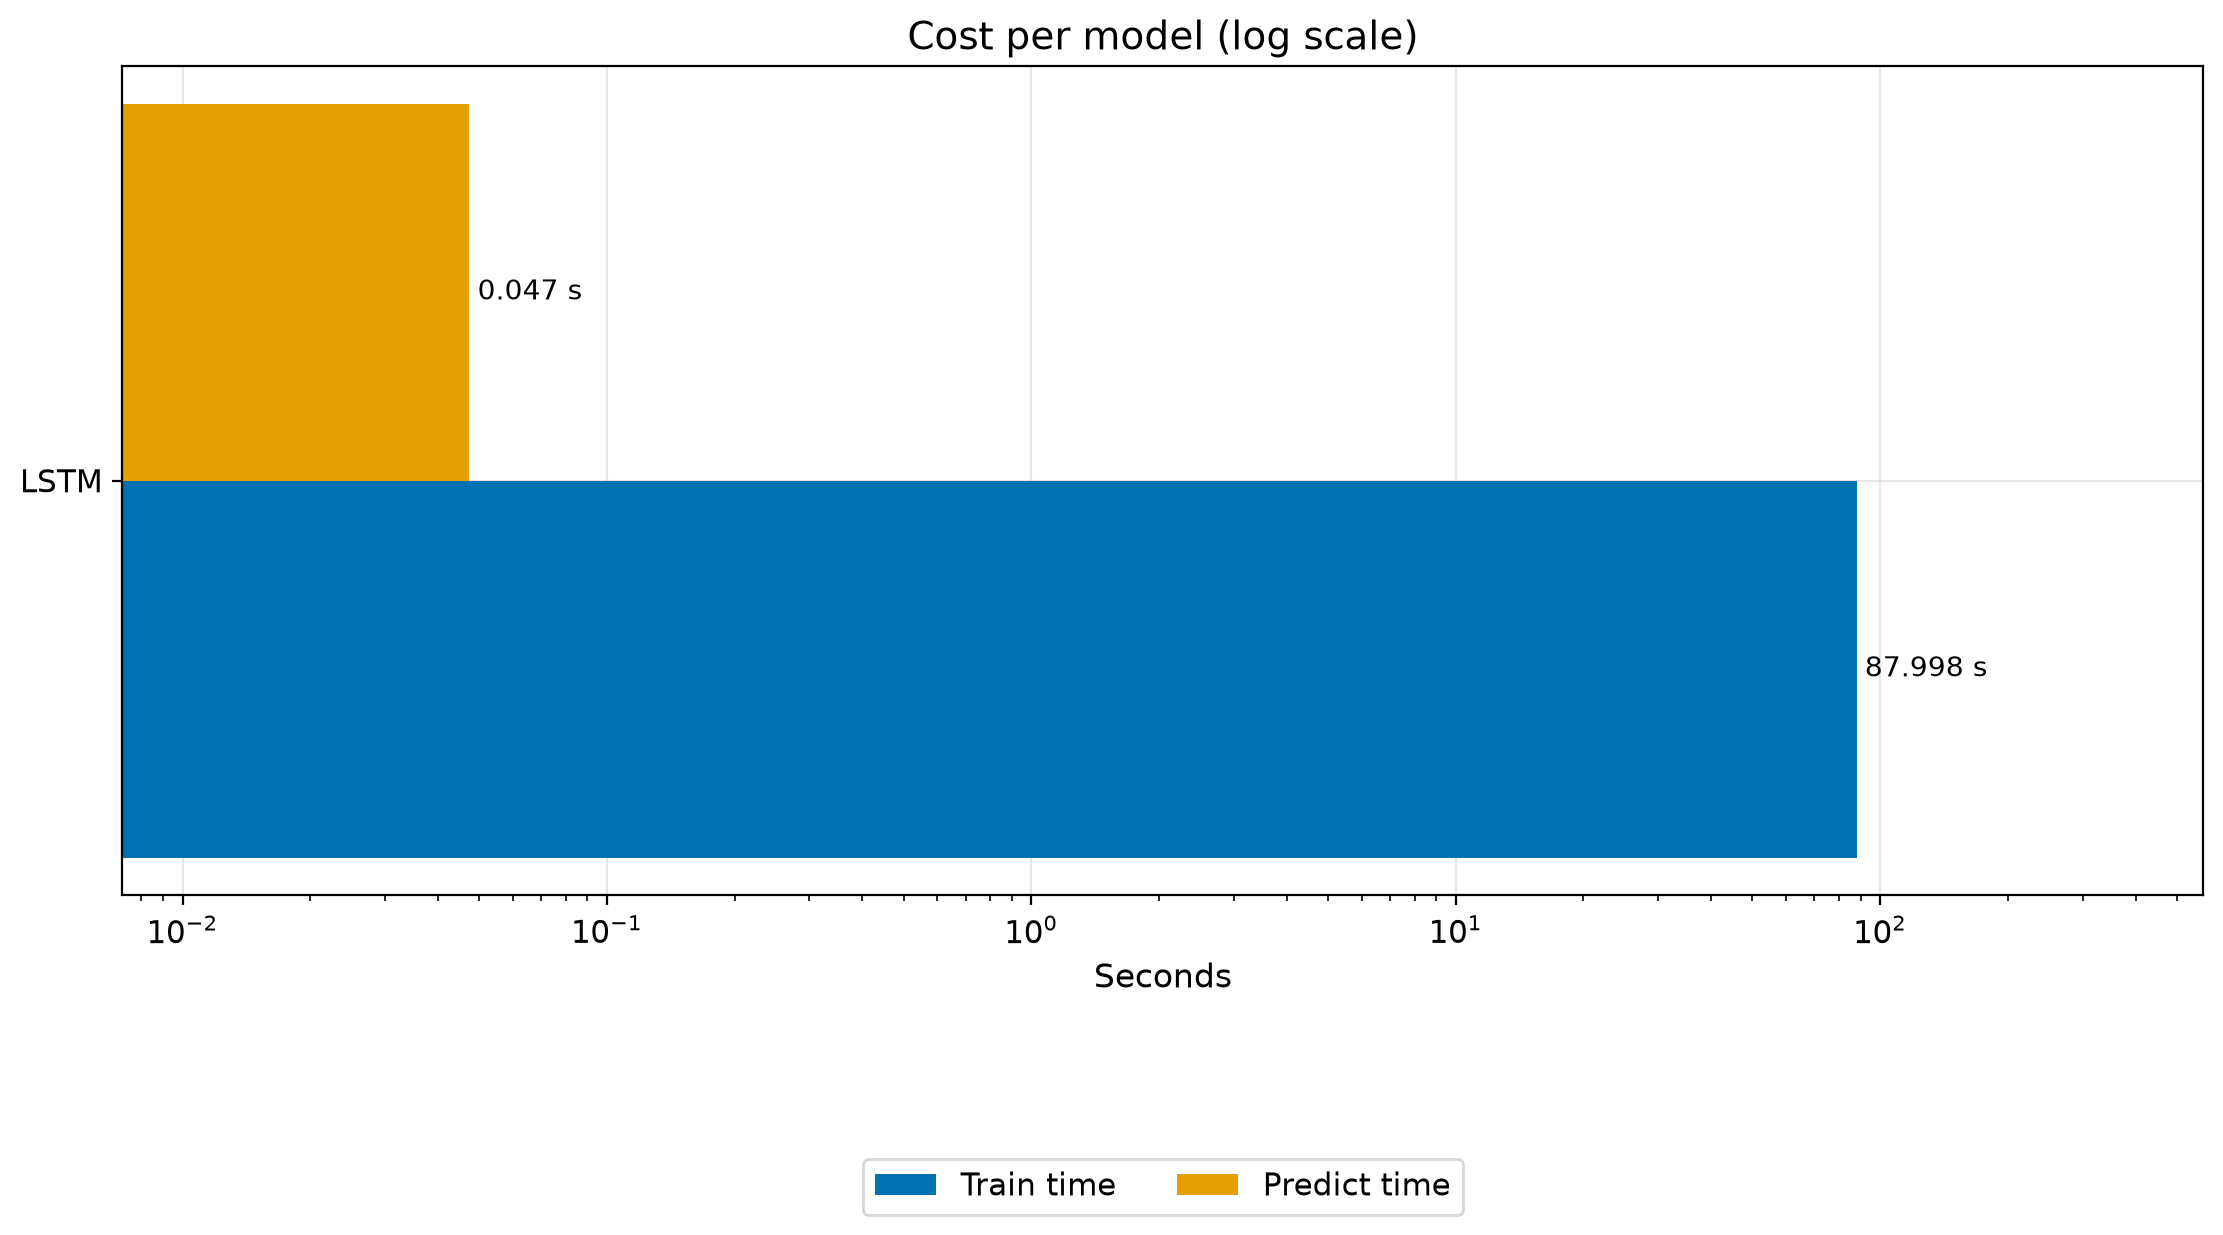 Cost per model (log scale)
0.047 s
LSTM
87.998 s
10⁻² 10⁻¹ 10⁰ 10¹ 10²
Seconds
Train time Predict time